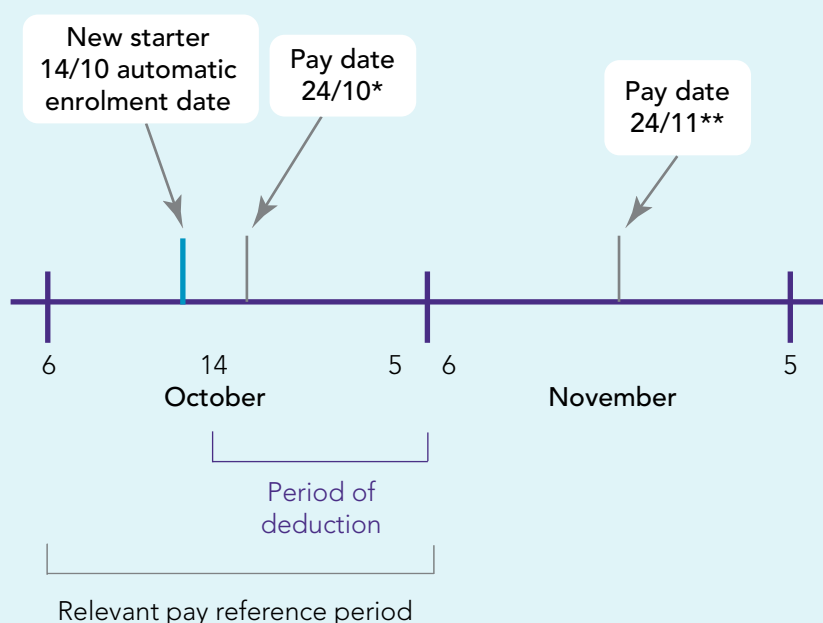 New starter
14/10 automatic
enrolment date
Pay date
24/10*
Pay date
24/11**
6
14
5
6
5
October
November
Period of
deduction
Relevant pay reference period